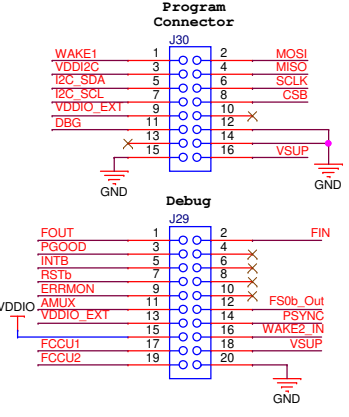 Program
Connector
J30
WAKE1 1 2 MOSI
VDDI2C 3 4 MISO
I2C_SDA 5 6 SCLK
I2C_SCL 7 8 CSB
VDDIO_EXT 9 10
DBG 11 12
13 14
15 16 VSUP
GND GND
Debug
J29
FOUT 1 2 FIN
PGOOD 3 4
INTB 5 6
RSTb 7 8
ERRMON 9 10
VDDIO AMUX 11 12 FS0b_Out
VDDIO_EXT 13 14 PSYNC
15 16 WAKE2_IN
FCCU1 17 18 VSUP
FCCU2 19 20
GND